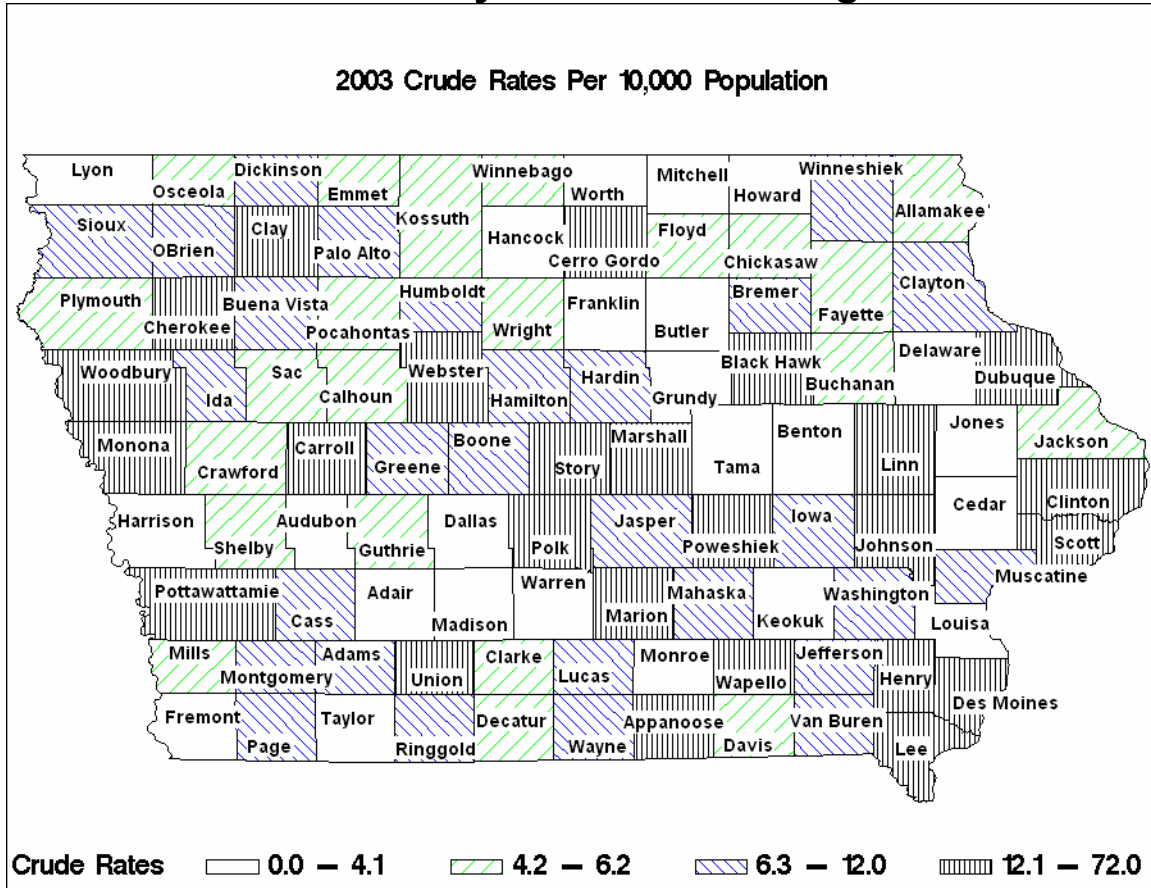 2003 Crude Rates Per 10,000 Population
Lyon
Osceola
Dickinson
Emmet
Winnebago
Worth
Mitchell
Howard
Winneshiek
Allamakee
Sioux
OBrien
Clay
Palo Alto
Kossuth
Hancock
Cerro Gordo
Floyd
Chickasaw
Clayton
Plymouth
Cherokee
Buena Vista
Pocahontas
Humboldt
Wright
Franklin
Butler
Bremer
Fayette
Woodbury
Ida
Sac
Calhoun
Webster
Hamilton
Hardin
Grundy
Black Hawk
Buchanan
Delaware
Dubuque
Monona
Crawford
Carroll
Greene
Boone
Story
Marshall
Tama
Benton
Linn
Jones
Jackson
Harrison
Shelby
Audubon
Guthrie
Dallas
Polk
Jasper
Poweshiek
Iowa
Johnson
Cedar
Clinton
Scott
Pottawattamie
Cass
Adair
Madison
Warren
Marion
Mahaska
Keokuk
Washington
Muscatine
Louisa
Mills
Montgomery
Adams
Union
Clarke
Lucas
Monroe
Wapello
Jefferson
Henry
Des Moines
Fremont
Page
Taylor
Ringgold
Decatur
Wayne
Appanoose
Davis
Van Buren
Lee
Crude Rates 0.0 – 4.1 4.2 – 6.2 6.3 – 12.0 12.1 – 72.0